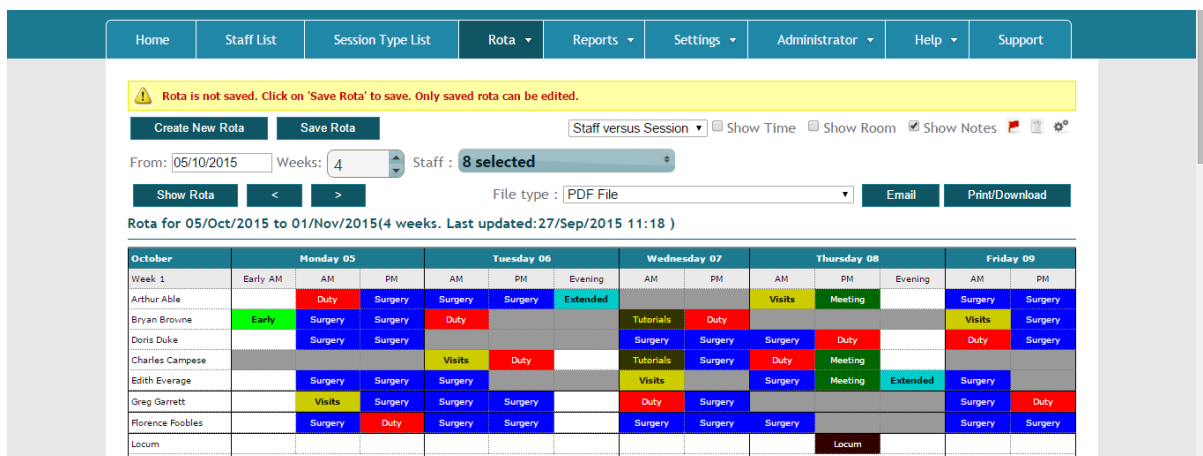 Home Staff List Session Type List Rota Reports Settings Administrator Help Support
Rota is not saved. Click on 'Save Rota' to save. Only saved rota can be edited.
Create New Rota Save Rota Staff versus Session Show Time Show Room Show Notes
From: 05/10/2015 Weeks: 4 Staff : 8 selected
Show Rota < > File type : PDF File Email Print/Download
Rota for 05/Oct/2015 to 01/Nov/2015(4 weeks. Last updated:27/Sep/2015 11:18 )
October Monday 05 Tuesday 06 Wednesday 07 Thursday 08 Friday 09
Week 1 Early AM AM PM AM PM Evening AM PM AM PM Evening AM PM
Arthur Able Duty Surgery Surgery Surgery Extended Visits Meeting Surgery Surgery
Bryan Browne Early Surgery Surgery Duty Tutorials Duty Visits Surgery
Doris Duke Surgery Surgery Surgery Surgery Surgery Duty Duty Surgery
Charles Campese Visits Duty Tutorials Surgery Duty Meeting
Edith Everage Surgery Surgery Surgery Visits Surgery Meeting Extended Surgery
Greg Garrett Visits Surgery Surgery Surgery Duty Surgery Surgery Duty
Florence Foobles Surgery Duty Surgery Surgery Surgery Surgery Surgery Surgery Surgery
Locum Locum